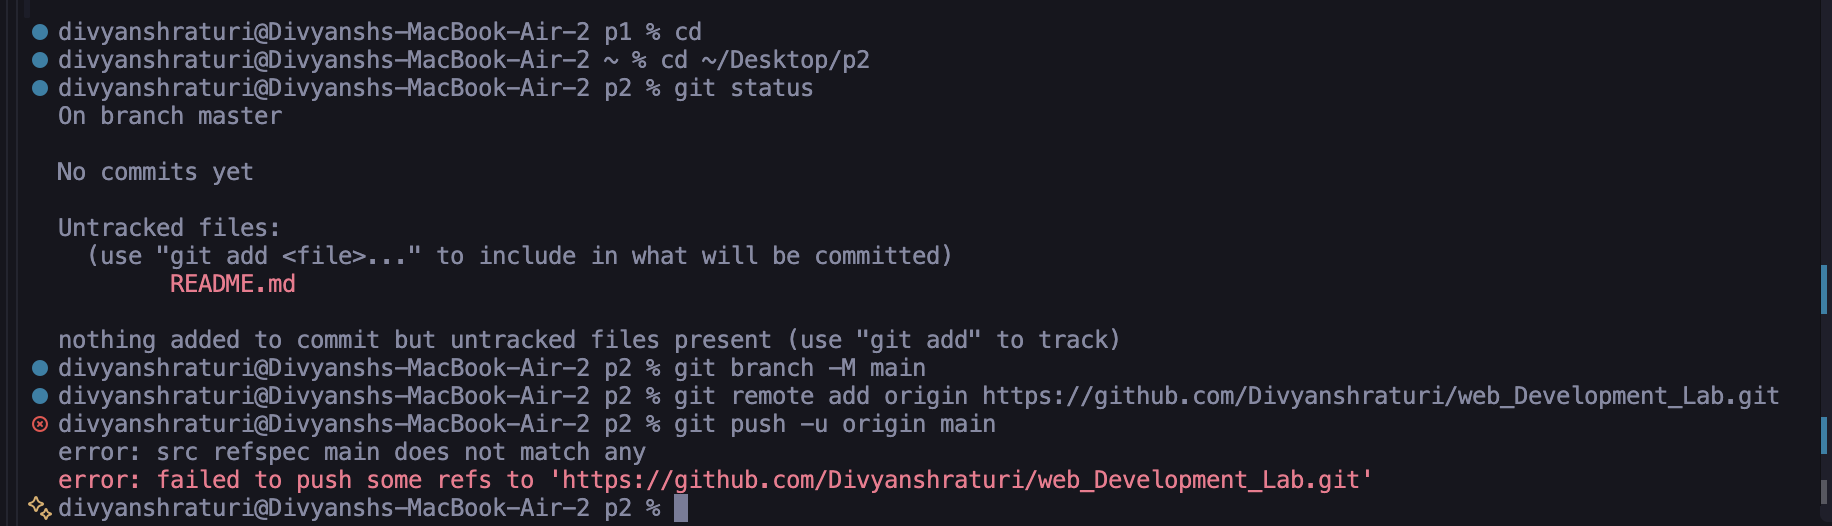 divyanshraturi@Divyanshs-MacBook-Air-2 p1 % cd
divyanshraturi@Divyanshs-MacBook-Air-2 ~ % cd ~/Desktop/p2
divyanshraturi@Divyanshs-MacBook-Air-2 p2 % git status
On branch master
No commits yet
Untracked files:
(use "git add <file>..." to include in what will be committed)
README.md
nothing added to commit but untracked files present (use "git add" to track)
divyanshraturi@Divyanshs-MacBook-Air-2 p2 % git branch -M main
divyanshraturi@Divyanshs-MacBook-Air-2 p2 % git remote add origin https://github.com/Divyanshraturi/web_Development_Lab.git
divyanshraturi@Divyanshs-MacBook-Air-2 p2 % git push -u origin main
error: src refspec main does not match any
error: failed to push some refs to 'https://github.com/Divyanshraturi/web_Development_Lab.git'
divyanshraturi@Divyanshs-MacBook-Air-2 p2 %